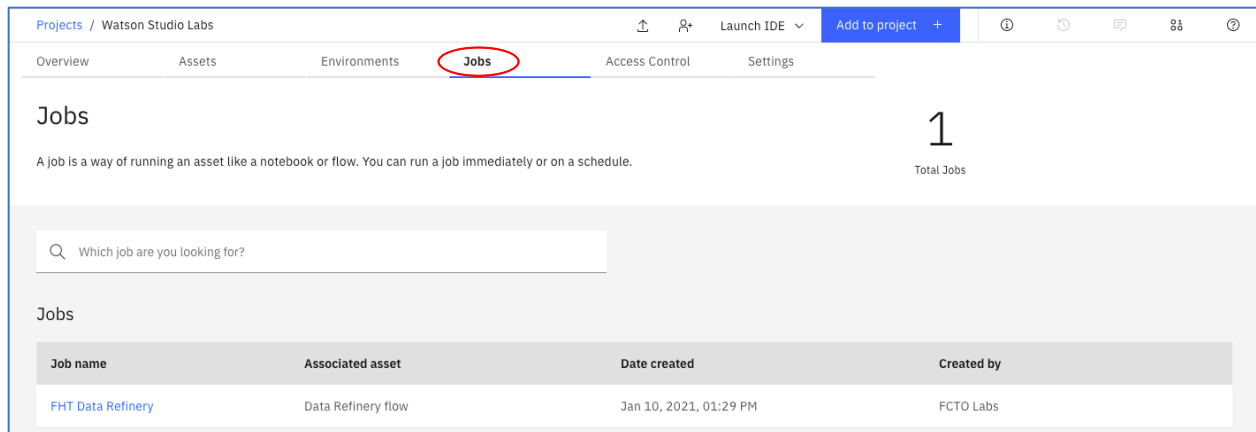 Projects / Watson Studio Labs Launch IDE Add to project +
Overview Assets Environments Jobs Access Control Settings
Jobs
1
A job is a way of running an asset like a notebook or flow. You can run a job immediately or on a schedule.
Total Jobs
Which job are you looking for?
Jobs
Job name Associated asset Date created Created by
FHT Data Refinery Data Refinery flow Jan 10, 2021, 01:29 PM FCTO Labs